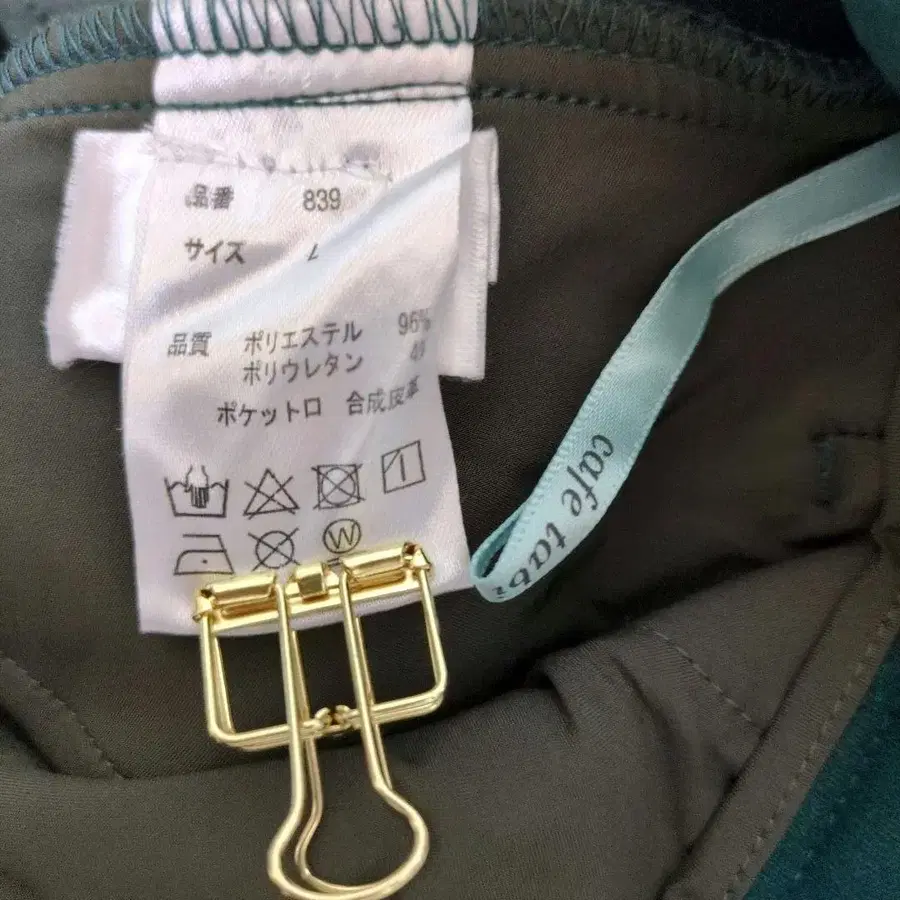 品番 839
サイズ
品質 ポリエステル 96%
ポリウレタン
ポケット口 合成皮革
W
cafe tabi